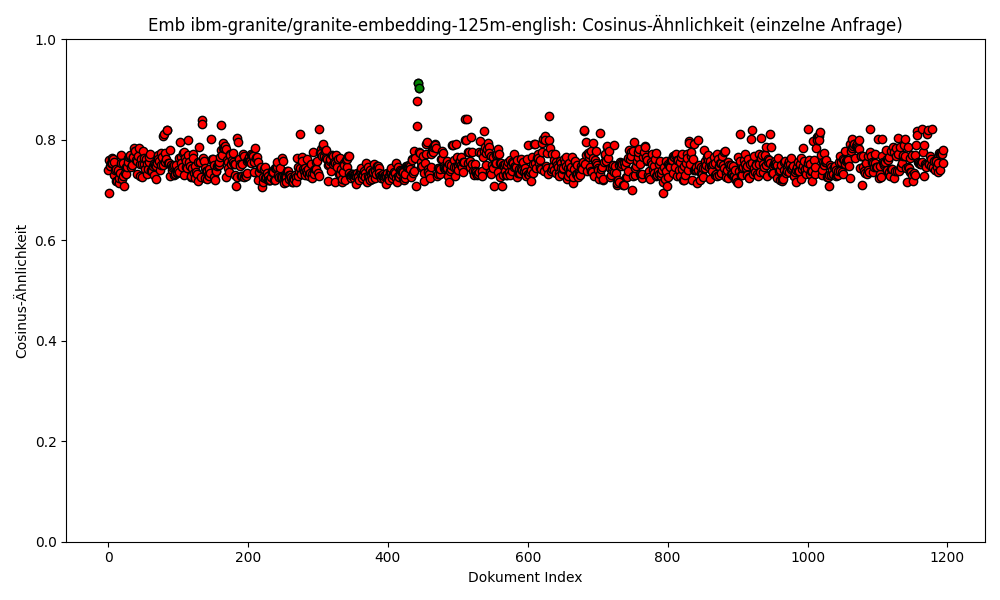 Emb ibm-granite/granite-embedding-125m-english: Cosinus-Ähnlichkeit (einzelne Anfrage)
1.0
0.8
0.6
0.4
0.2
0.0
Cosinus-Ähnlichkeit
0 200 400 600 800 1000 1200
Dokument Index